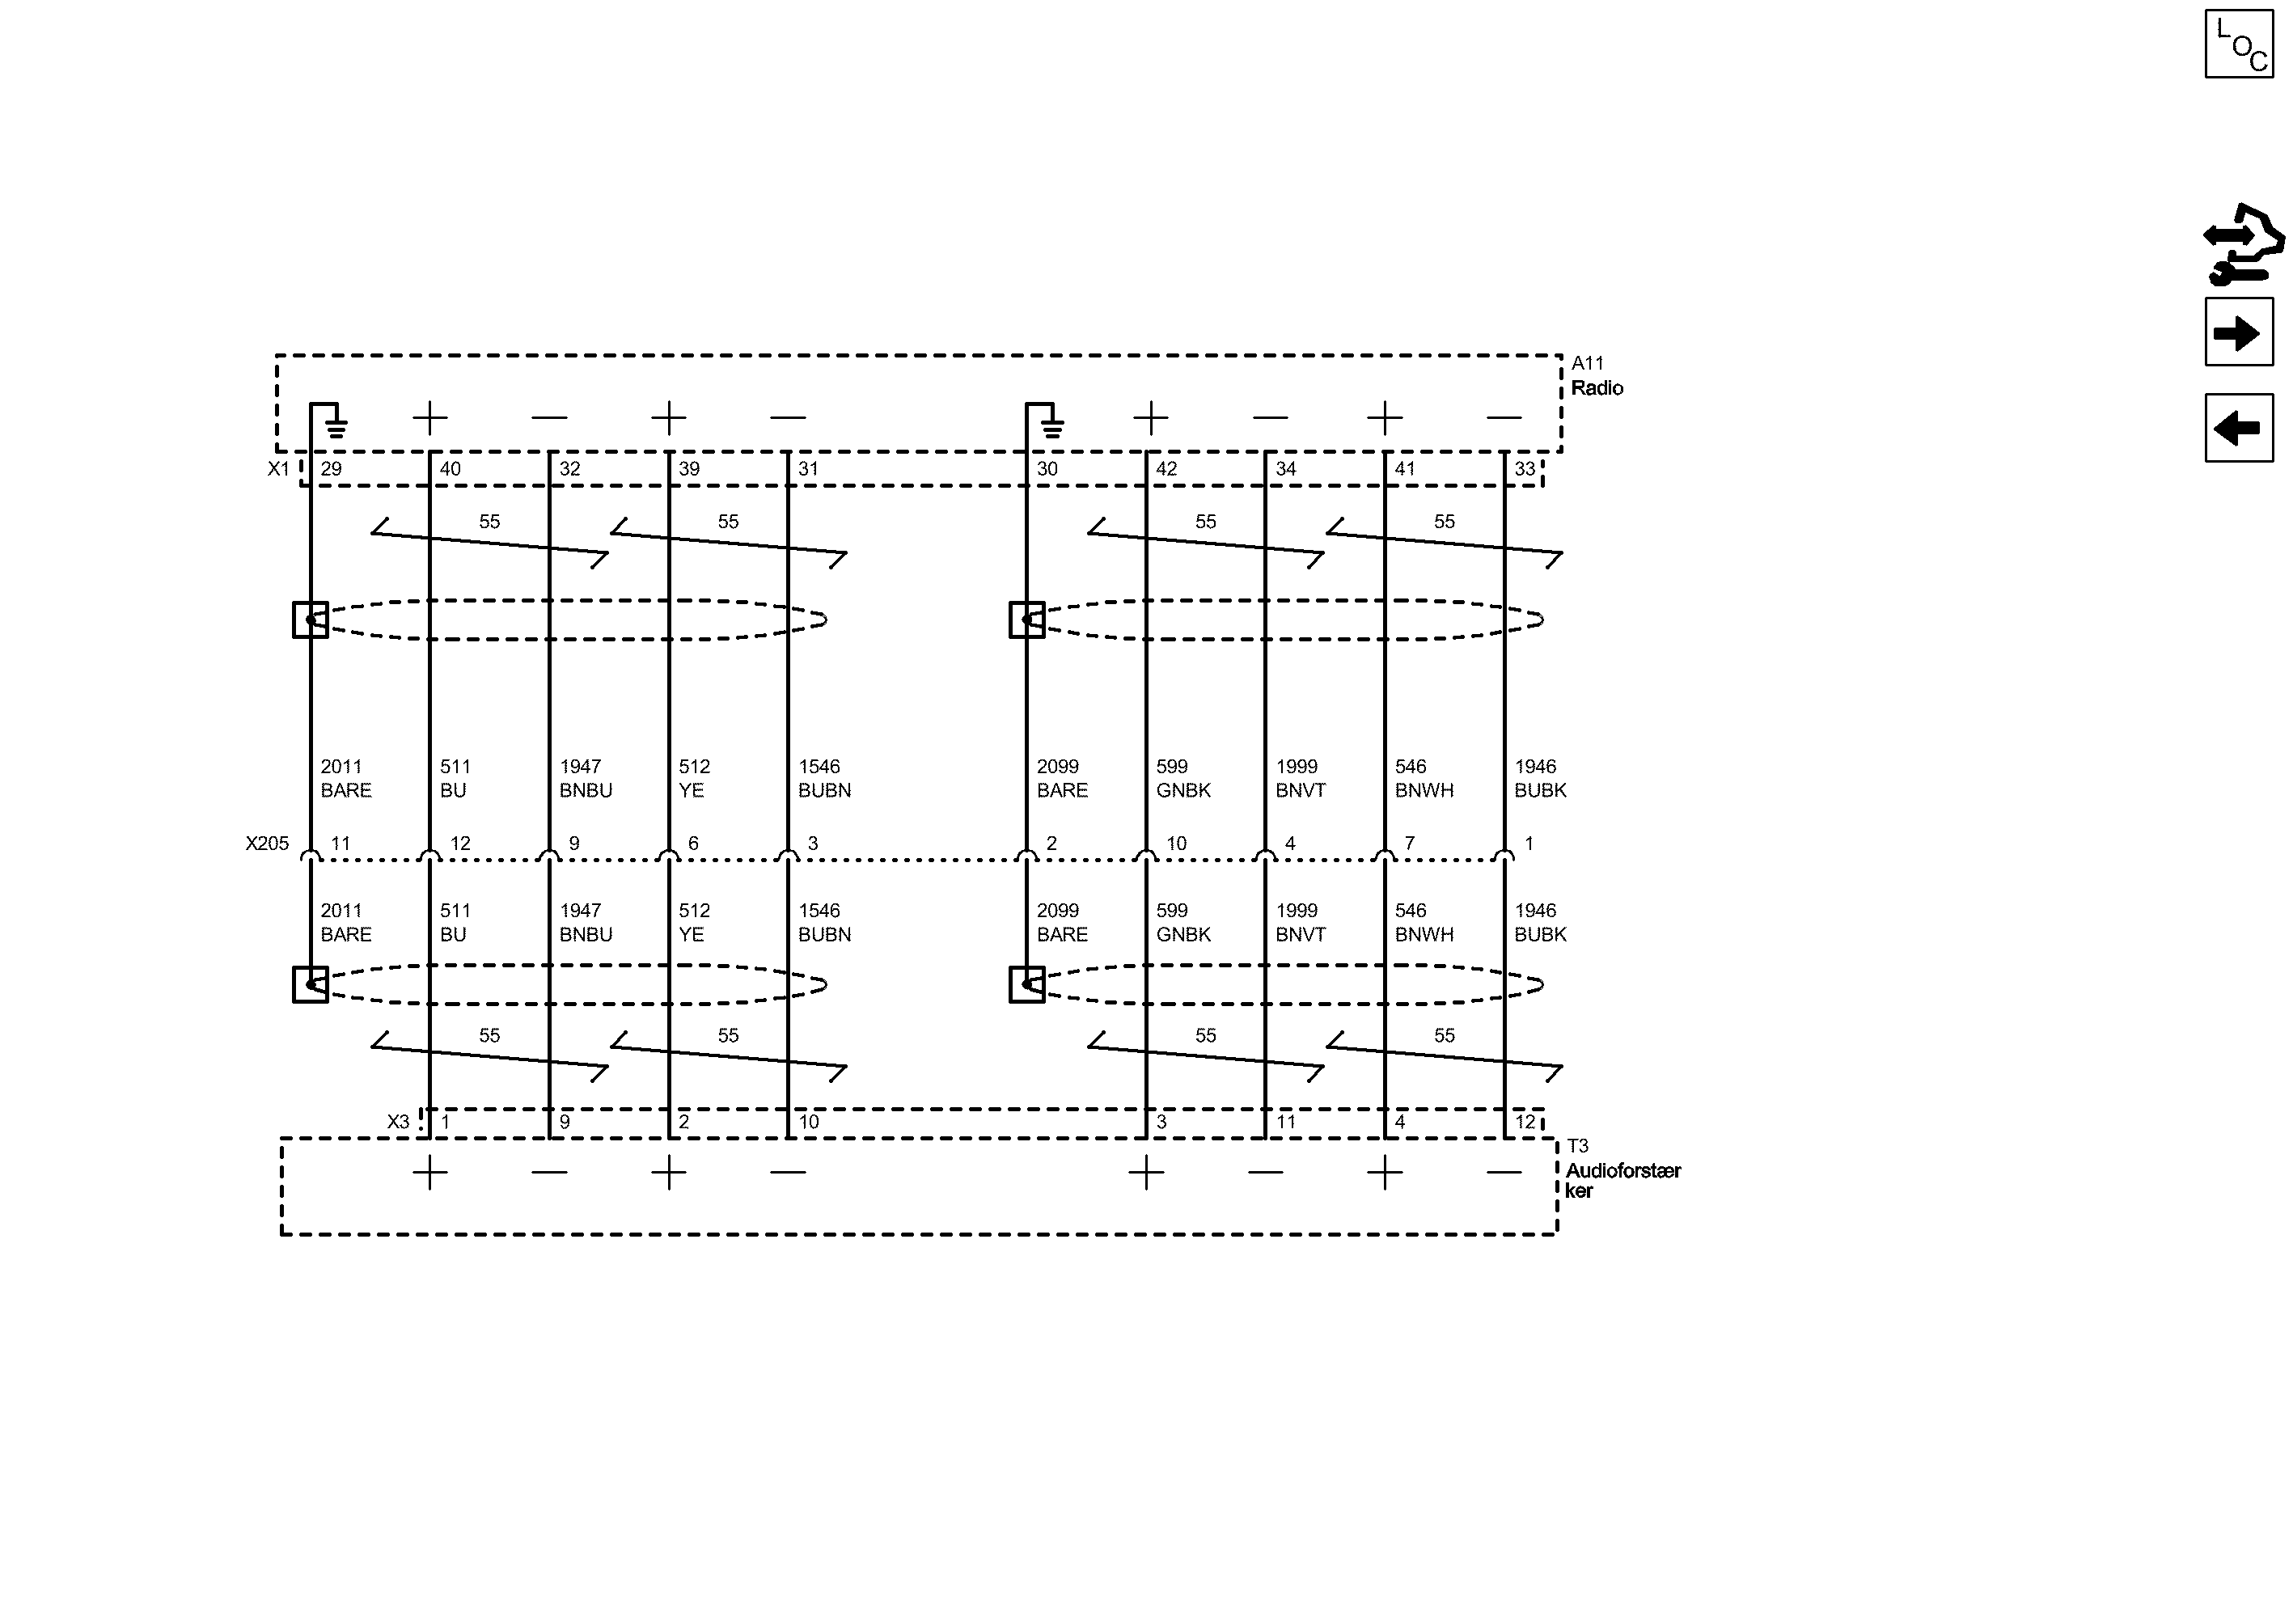 LOC
A11
Radio
X1 29 40 32 39 31 30 42 34 41 33
55 55 55 55
2011 511 1947 512 1546 2099 599 1999 546 1946
BARE BU BNBU YE BUBN BARE GNBK BNVT BNWH BUBK
X205 11 12 9 6 3 2 10 4 7 1
2011 511 1947 512 1546 2099 599 1999 546 1946
BARE BU BNBU YE BUBN BARE GNBK BNVT BNWH BUBK
55 55 55 55
X3 1 9 2 10 3 11 4 12
T3
Audioforstær
ker